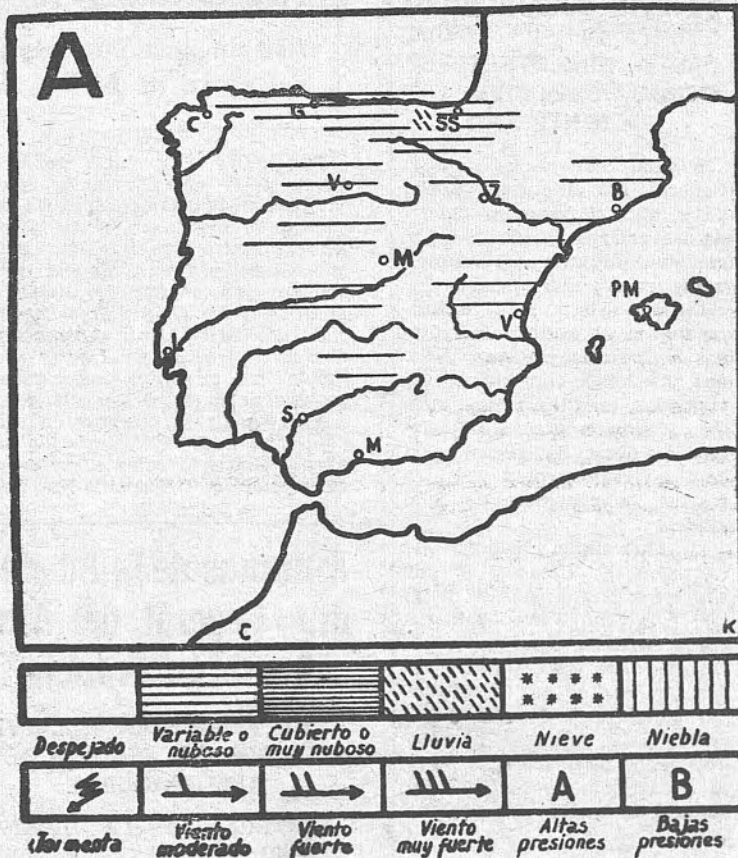 A
C G SS
V Z B
M
PM
V P
L
S
M
C K
Despejado Variable o nuboso Cubierto o muy nuboso Lluvia Nieve Niebla
A B
Tormenta Viento moderado Viento fuerte Viento muy fuerte Altas presiones Bajas presiones